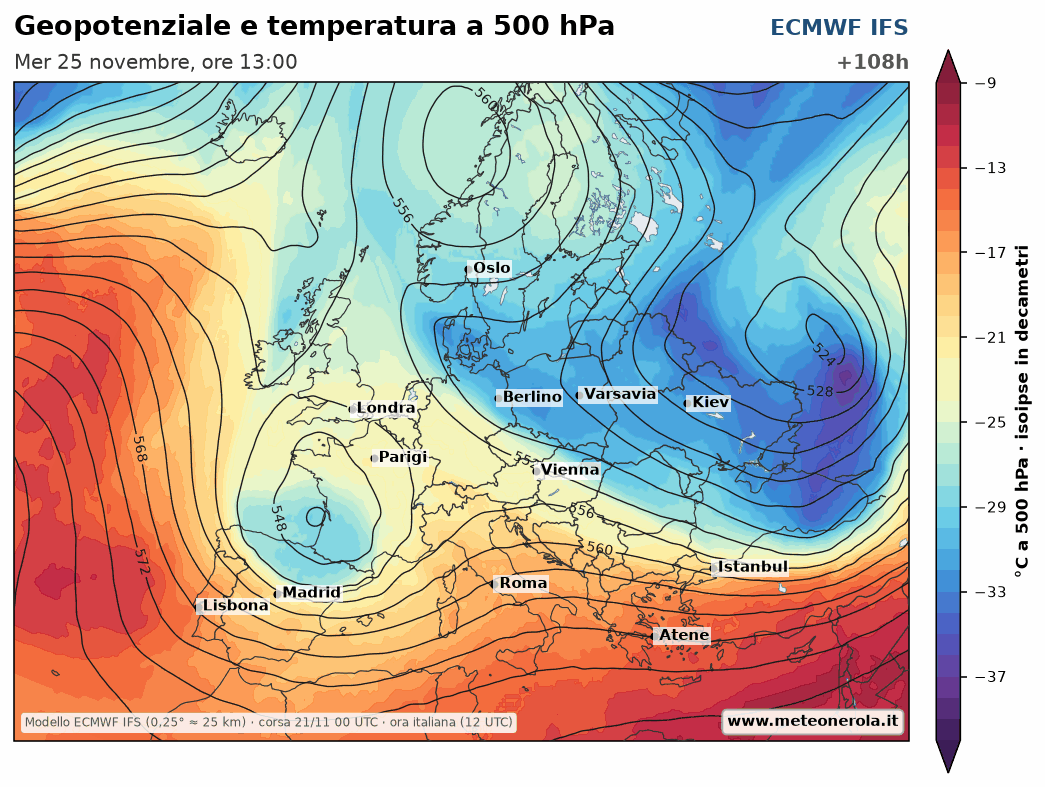 Geopotenziale e temperatura a 500 hPa
ECMWF IFS
Mer 25 novembre, ore 13:00
+108h
560
556
Oslo
524
528
Berlino
Varsavia
Kiev
Londra
568
Parigi
Vienna
548
556
560
572
Istanbul
Madrid
Roma
Lisbona
Atene
Modello ECMWF IFS (0,25° ≈ 25 km) · corsa 21/11 00 UTC · ora italiana (12 UTC)
www.meteonerola.it
−9
−13
−17
−21
−25
−29
−33
−37
°C a 500 hPa · isoipse in decametri